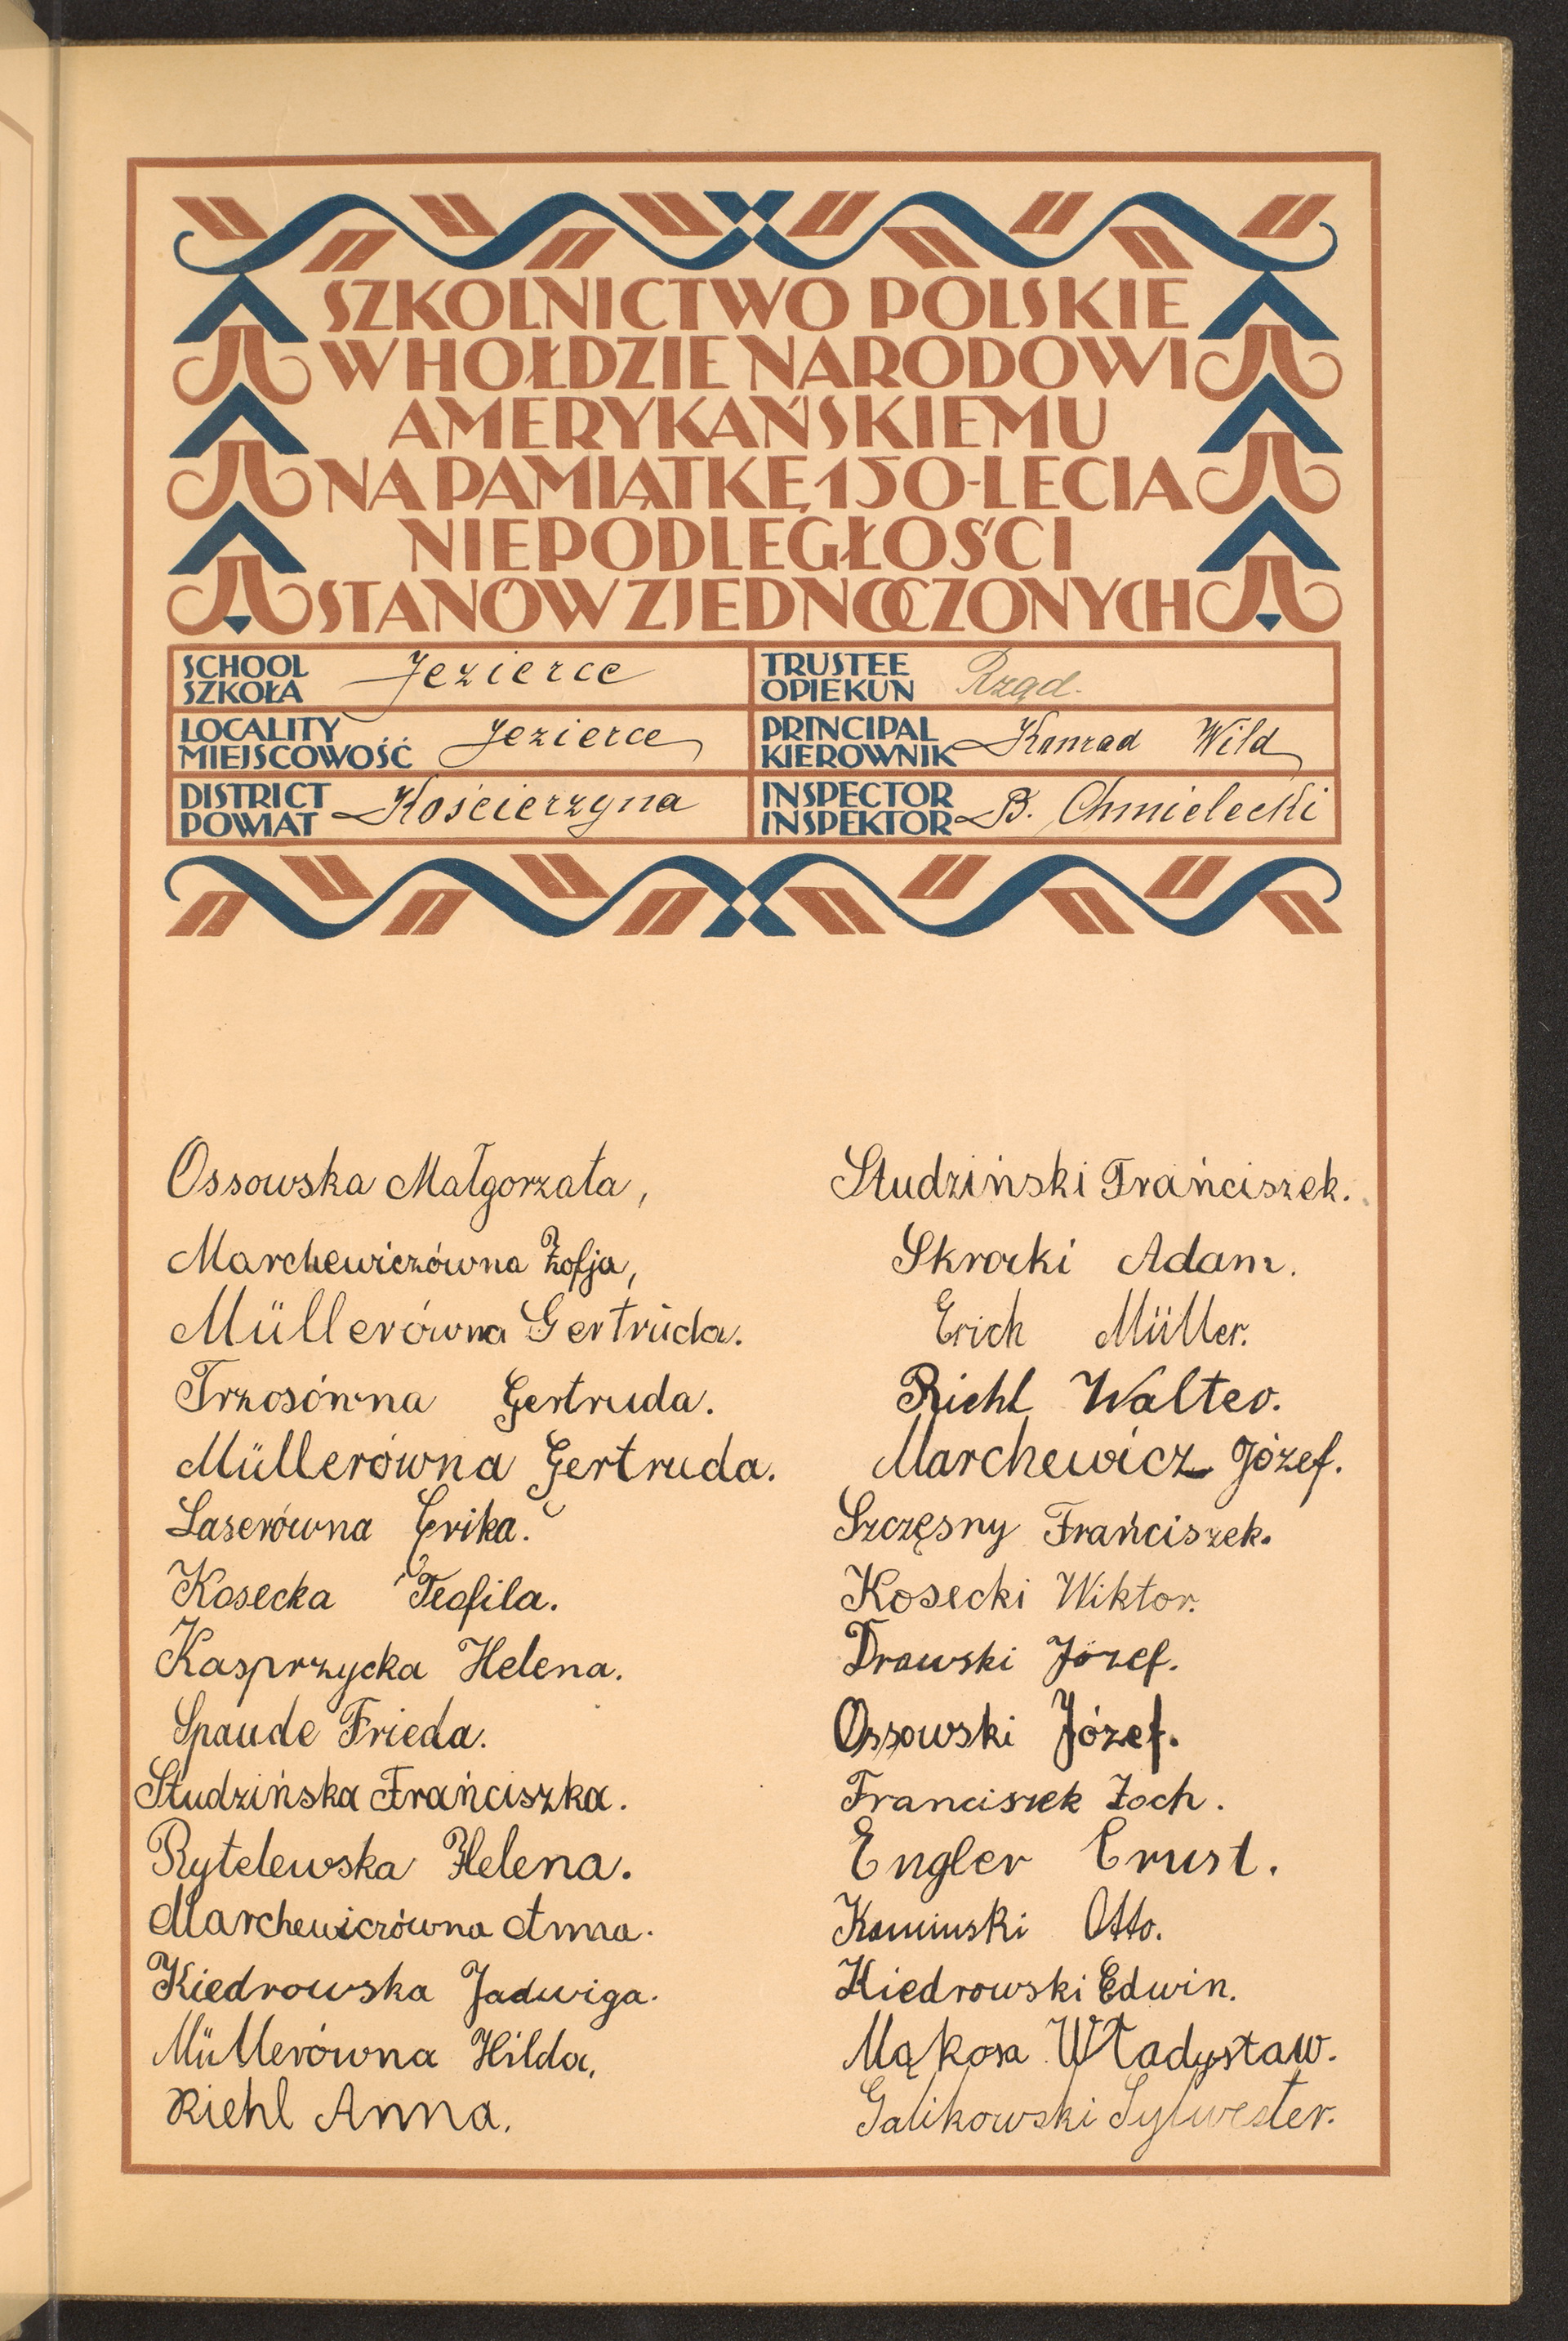 SZKOLNICTWO POLSKIE
W HOŁDZIE NARODOWI
AMERYKAŃSKIEMU
NA PAMIĄTKĘ 150-LECIA
NIEPODLEGŁOŚCI
STANÓW ZJEDNOCZONYCH
SCHOOL
SZKOŁA Jezierce
TRUSTEE
OPIEKUN Rząd.
LOCALITY
MIEJSCOWOŚĆ Jezierce
PRINCIPAL
KIEROWNIK Konrad Wild
DISTRICT
POWIAT Kościerzyna
INSPECTOR
INSPEKTOR B. Chmielecki
Ossowska Małgorzata,
Marchewiczówna Zofja,
Müllerówna Gertruda.
Trzosówna Gertruda.
Müllerówna Gertruda.
Laserówna Erika.
Kosecka Teofila.
Kasprzycka Helena.
Spaude Frieda.
Studzińska Frańciszka.
Rytelewska Helena.
Marchewiczówna Anna.
Kiedrowska Jadwiga.
Müllerówna Hilda.
Riehl Anna.
Studziński Frańciszek.
Skrocki Adam.
Erich Müller.
Riehl Walter.
Marchewicz Józef.
Szczęsny Frańciszek.
Kosecki Wiktor.
Drawski Józef.
Ossowski Józef.
Franciszek Zoch.
Engler Ernst.
Kaminski Otto.
Kiedrowski Edwin.
Mąkosa Władysław.
Galikowski Sylwester.